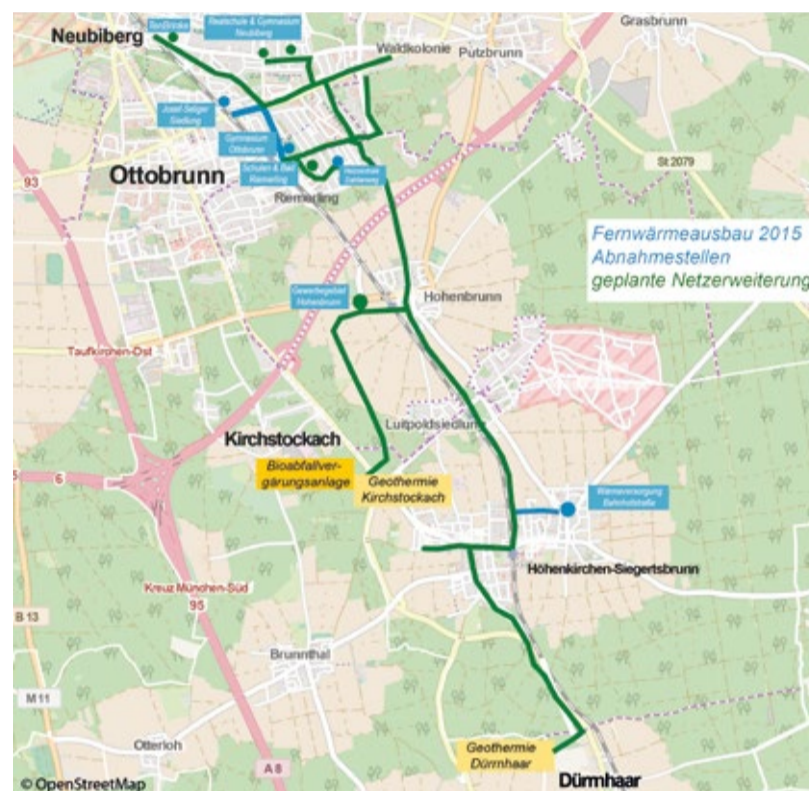 Neubiberg
Realschule & Gymnasium
Neubiberg
Waldkolonie
Putzbrunn
Grasbrunn
Josef-Seliger
Siedlung
Gymnasium
Ottobrunn
Schulen & Bad
Riemerling
Ottobrunn
Riemerling
93
St 2079
Fernwärmeausbau 2015
Abnahmestellen
geplante Netzerweiterung
Gewerbegebiet
Hohenbrunn
Hohenbrunn
Taufkirchen-Ost
Luitpoldsiedlung
Kirchstockach
Bioabfallver-
gärungsanlage
Geothermie
Kirchstockach
6
Wärmeversorgung
Bahnhofstraße
Höhenkirchen-Siegertsbrunn
Kreuz München-Süd
95
B 13
Brunnthal
M 11
Otterloh
A 8
Geothermie
Dürrnhaar
Dürrnhaar
© OpenStreetMap